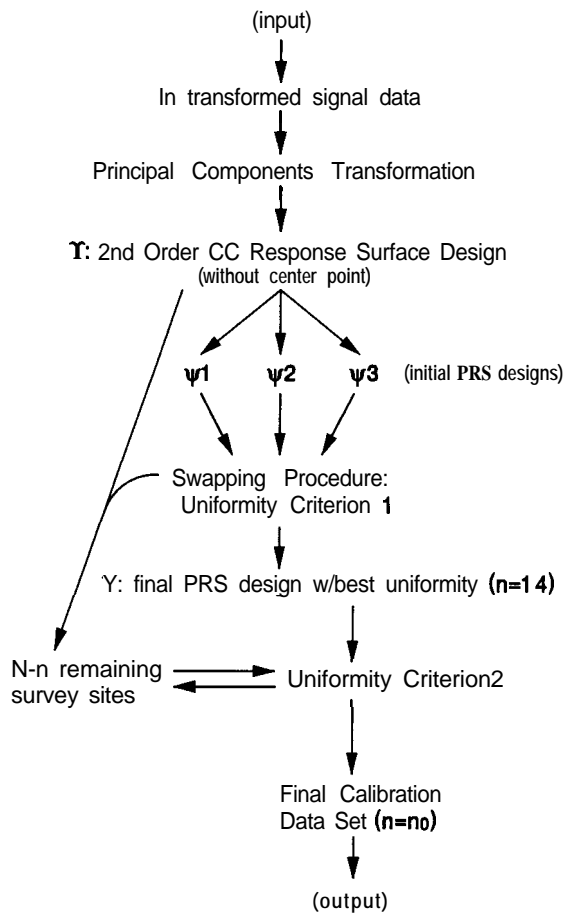 (input)
In transformed signal data
Principal Components Transformation
ϒ: 2nd Order CC Response Surface Design
(without center point)
ψ1 ψ2 ψ3 (initial PRS designs)
Swapping Procedure:
Uniformity Criterion 1
Y: final PRS design w/best uniformity (n=14)
N-n remaining
survey sites
Uniformity Criterion2
Final Calibration
Data Set (n=n₀)
(output)